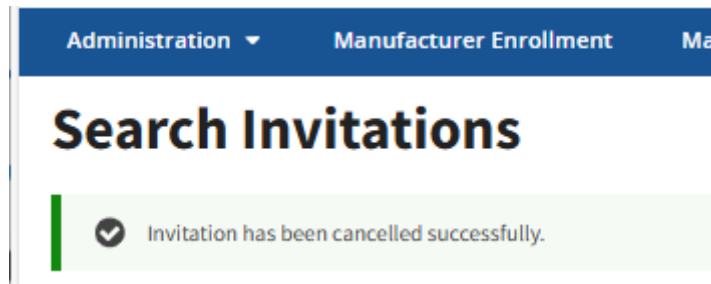 Administration Manufacturer Enrollment
Search Invitations
Invitation has been cancelled successfully.